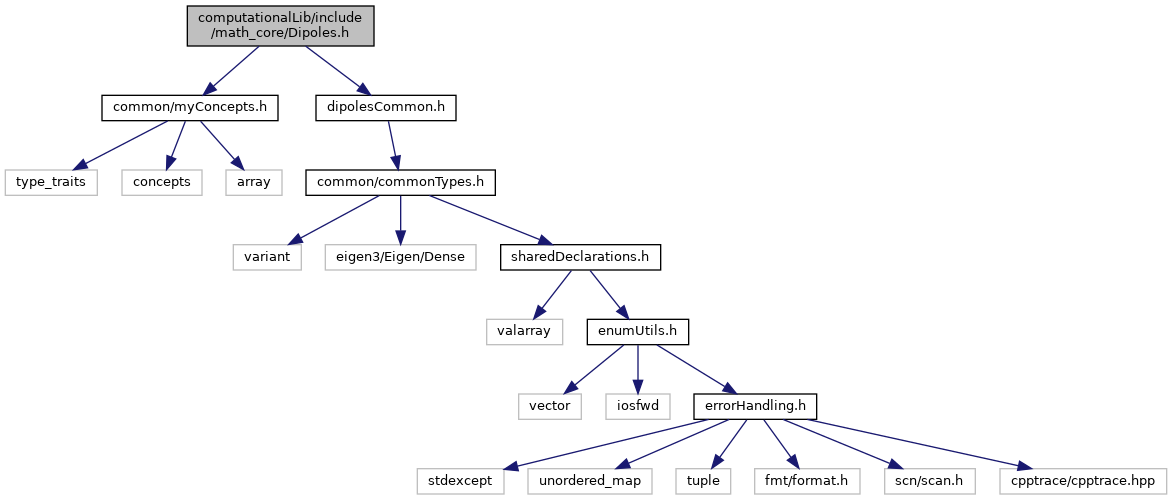 computationalLib/include
/math_core/Dipoles.h
common/myConcepts.h
dipolesCommon.h
type_traits
concepts
array
common/commonTypes.h
variant
eigen3/Eigen/Dense
sharedDeclarations.h
valarray
enumUtils.h
vector
iosfwd
errorHandling.h
stdexcept
unordered_map
tuple
fmt/format.h
scn/scan.h
cpptrace/cpptrace.hpp